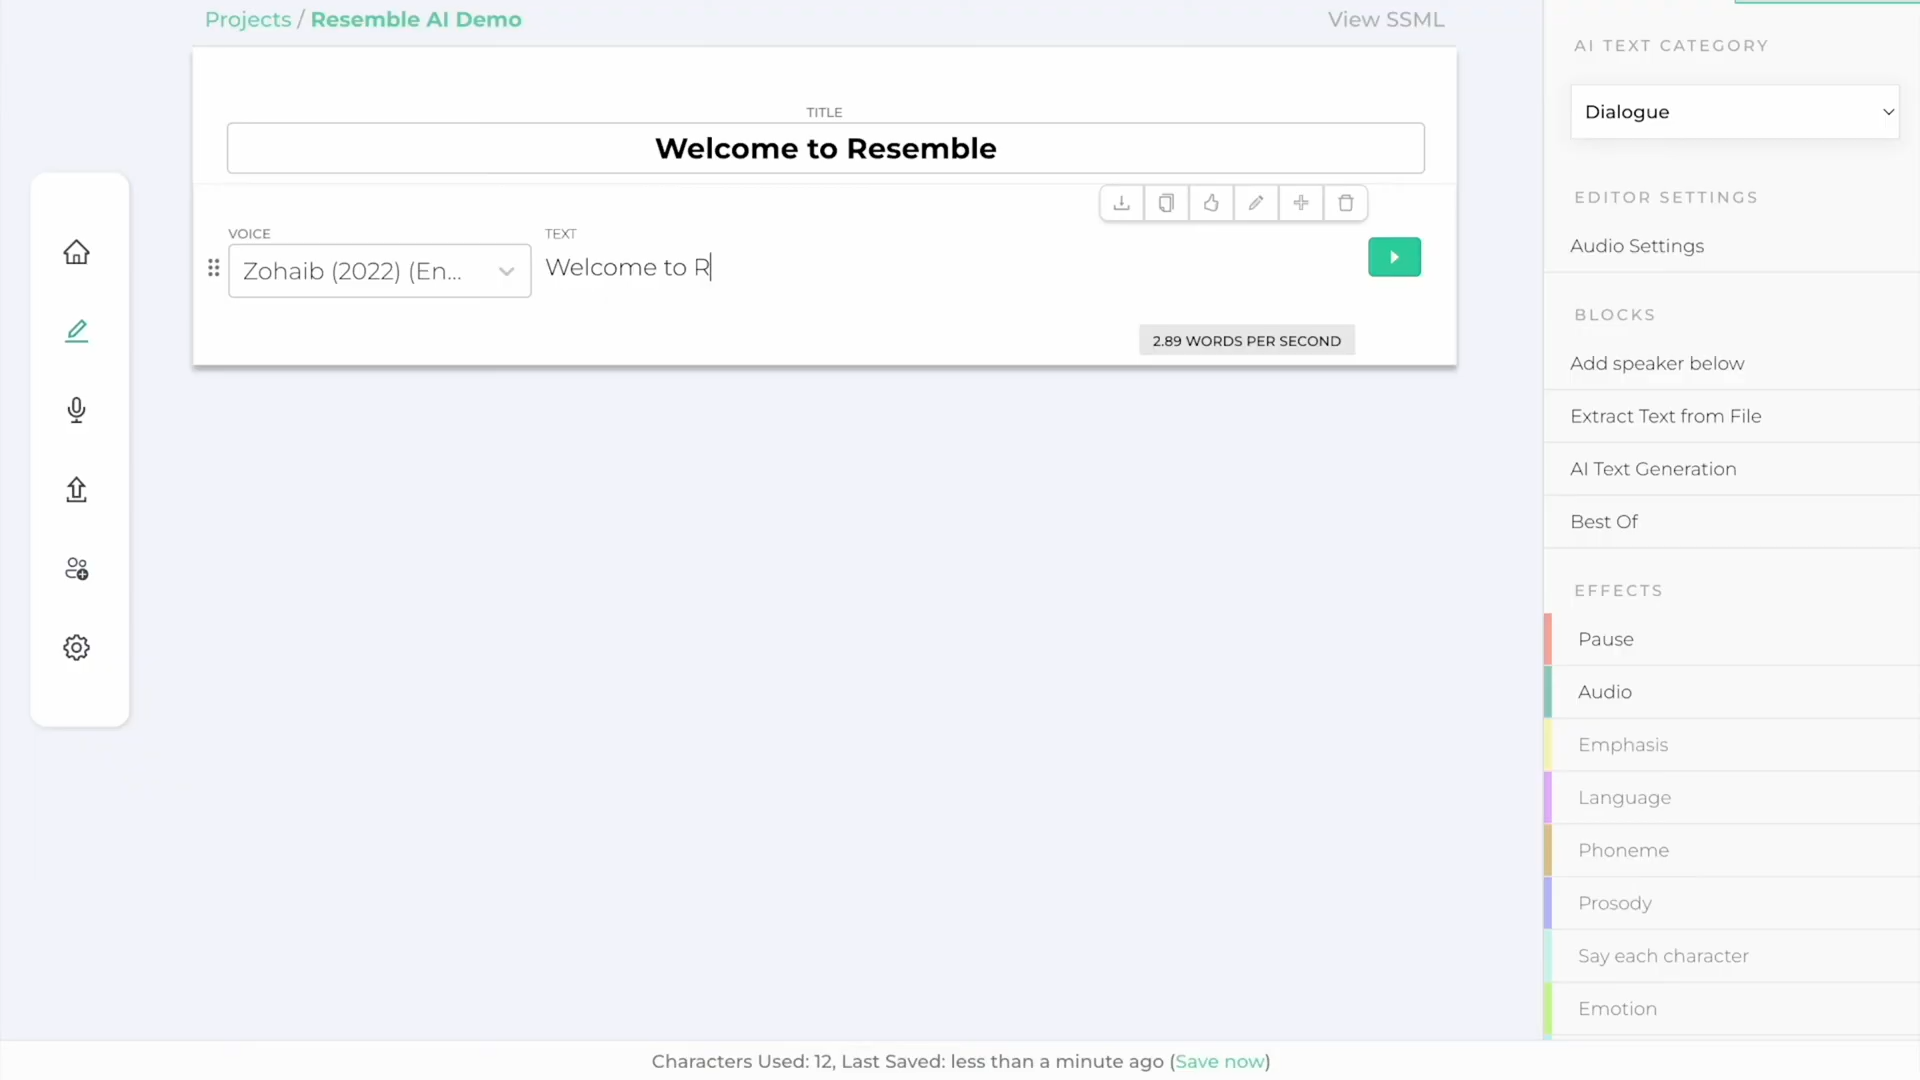 Projects / Resemble AI Demo
View SSML
TITLE
Welcome to Resemble
VOICE
Zohaib (2022) (En...
TEXT
Welcome to R
2.89 WORDS PER SECOND
AI TEXT CATEGORY
Dialogue
EDITOR SETTINGS
Audio Settings
BLOCKS
Add speaker below
Extract Text from File
AI Text Generation
Best Of
EFFECTS
Pause
Audio
Emphasis
Language
Phoneme
Prosody
Say each character
Emotion
Characters Used: 12, Last Saved: less than a minute ago (Save now)